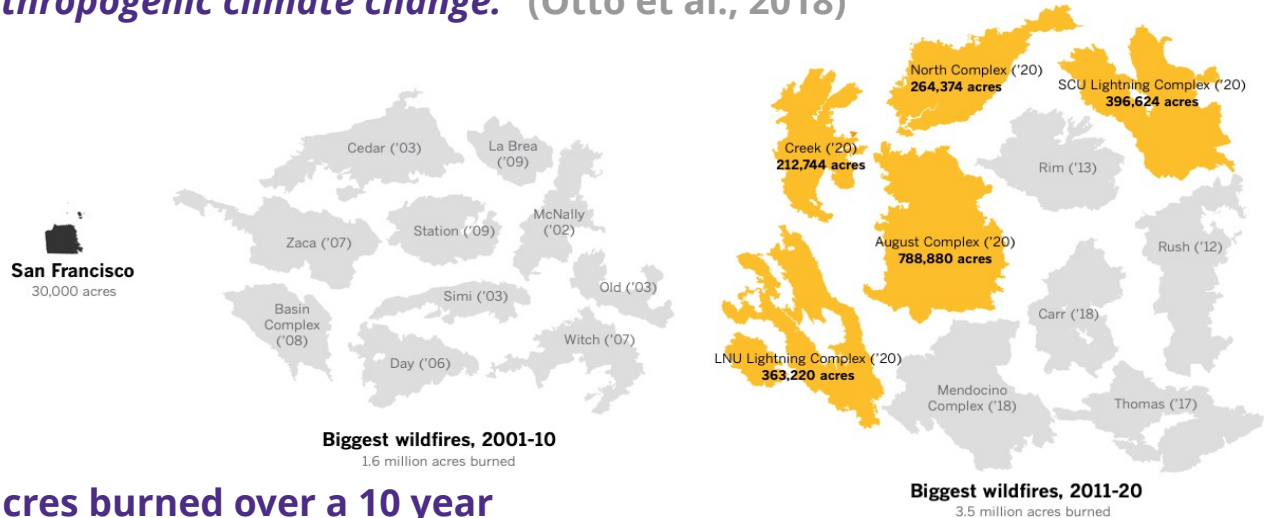 thropogenic climate change." (Otto et al., 2018)
San Francisco
30,000 acres
Cedar ('03)
La Brea
('09)
Zaca ('07)
Station ('09)
McNally
('02)
Basin
Complex
('08)
Simi ('03)
Old ('03)
Day ('06)
Witch ('07)
Biggest wildfires, 2001-10
1.6 million acres burned
North Complex ('20)
264,374 acres
SCU Lightning Complex ('20)
396,624 acres
Creek ('20)
212,744 acres
Rim ('13)
August Complex ('20)
788,880 acres
Rush ('12)
Carr ('18)
LNU Lightning Complex ('20)
363,220 acres
Mendocino
Complex ('18)
Thomas ('17)
Biggest wildfires, 2011-20
3.5 million acres burned
cres burned over a 10 year